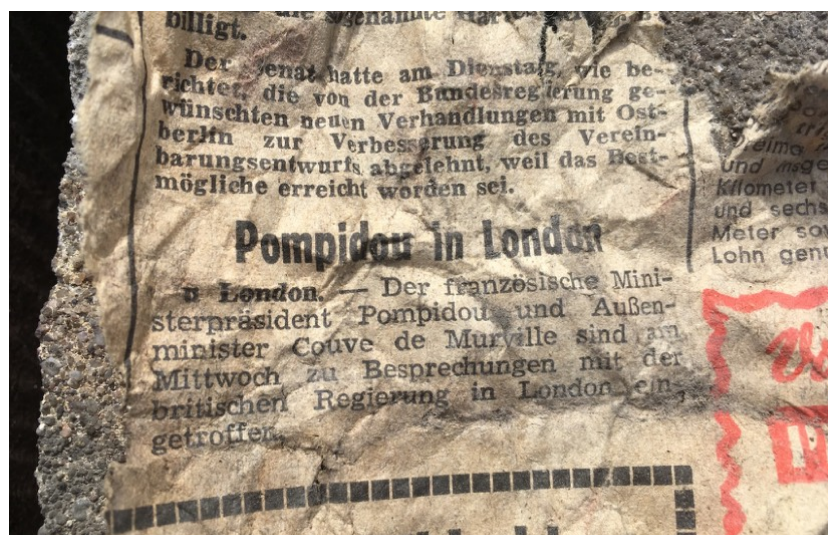 billigt.
Der Senat hatte am Dienstag, wie be-
richtet, die von der Bundesregierung ge-
wünschten neuen Verhandlungen mit Ost-
berlin zur Verbesserung des Verein-
barungsentwurfs abgelehnt, weil das Best-
mögliche erreicht worden sei.
Pompidou in London
London. — Der französische Mini-
sterpräsident Pompidou und Außen-
minister Couve de Murville sind am
Mittwoch zu Besprechungen mit der
britischen Regierung in London ein-
getroffen.
und
Kilometer
und sechs
Meter
Lohn